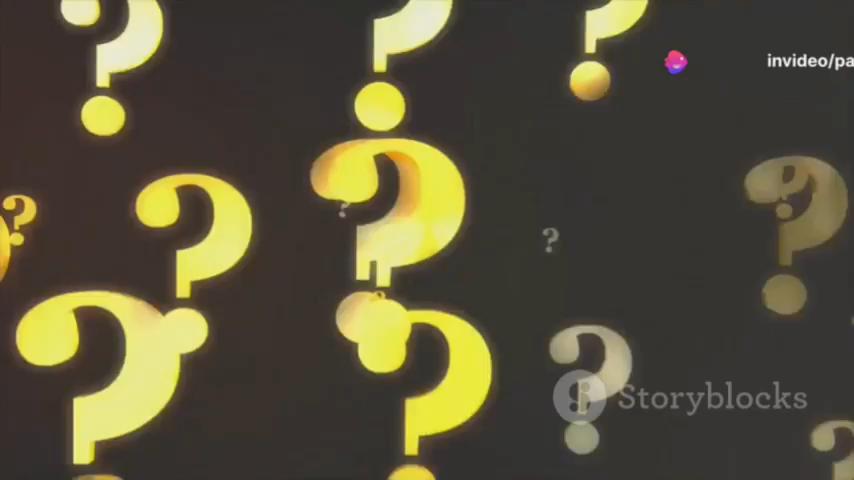 invideo/pa
? ? ?
? ? ? ? ? ?
? ? ? ?
Storyblocks